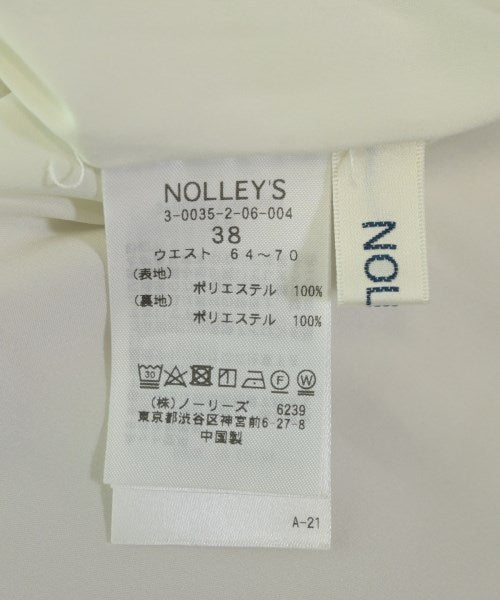 NOLLEY'S
3-0035-2-06-004
38
ウエスト 64～70
(表地)
ポリエステル 100%
(裏地)
ポリエステル 100%
30
F W
(株)ノーリーズ 6239
東京都渋谷区神宮前6-27-8
中国製
A-21
NOL